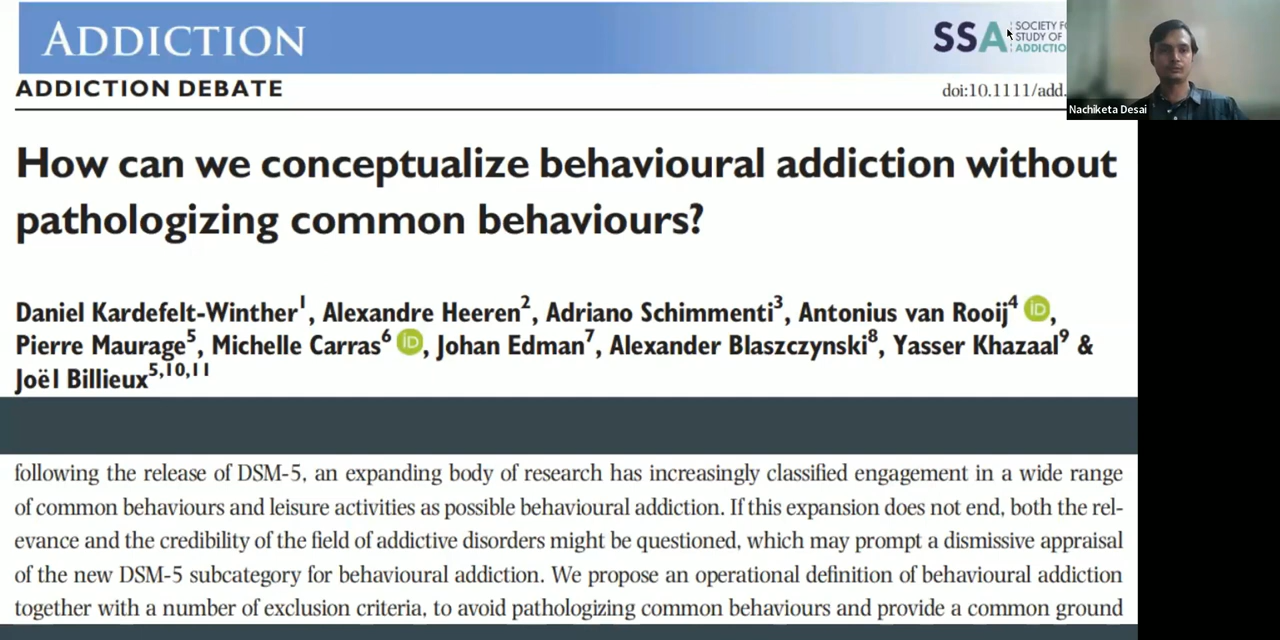 ADDICTION
SSA
SOCIETY
STUDY OF
ADDICTIO
ADDICTION DEBATE
doi:10.1111/add.
Nachiketa Desai
How can we conceptualize behavioural addiction without
pathologizing common behaviours?
Daniel Kardefelt-Winther1, Alexandre Heeren2, Adriano Schimmenti3, Antonius van Rooij4 iD,
Pierre Maurage5, Michelle Carras6 iD, Johan Edman7, Alexander Blaszczynski8, Yasser Khazaal9 &
Joël Billieux5,10,11
following the release of DSM-5, an expanding body of research has increasingly classified engagement in a wide range
of common behaviours and leisure activities as possible behavioural addiction. If this expansion does not end, both the rel-
evance and the credibility of the field of addictive disorders might be questioned, which may prompt a dismissive appraisal
of the new DSM-5 subcategory for behavioural addiction. We propose an operational definition of behavioural addiction
together with a number of exclusion criteria, to avoid pathologizing common behaviours and provide a common ground